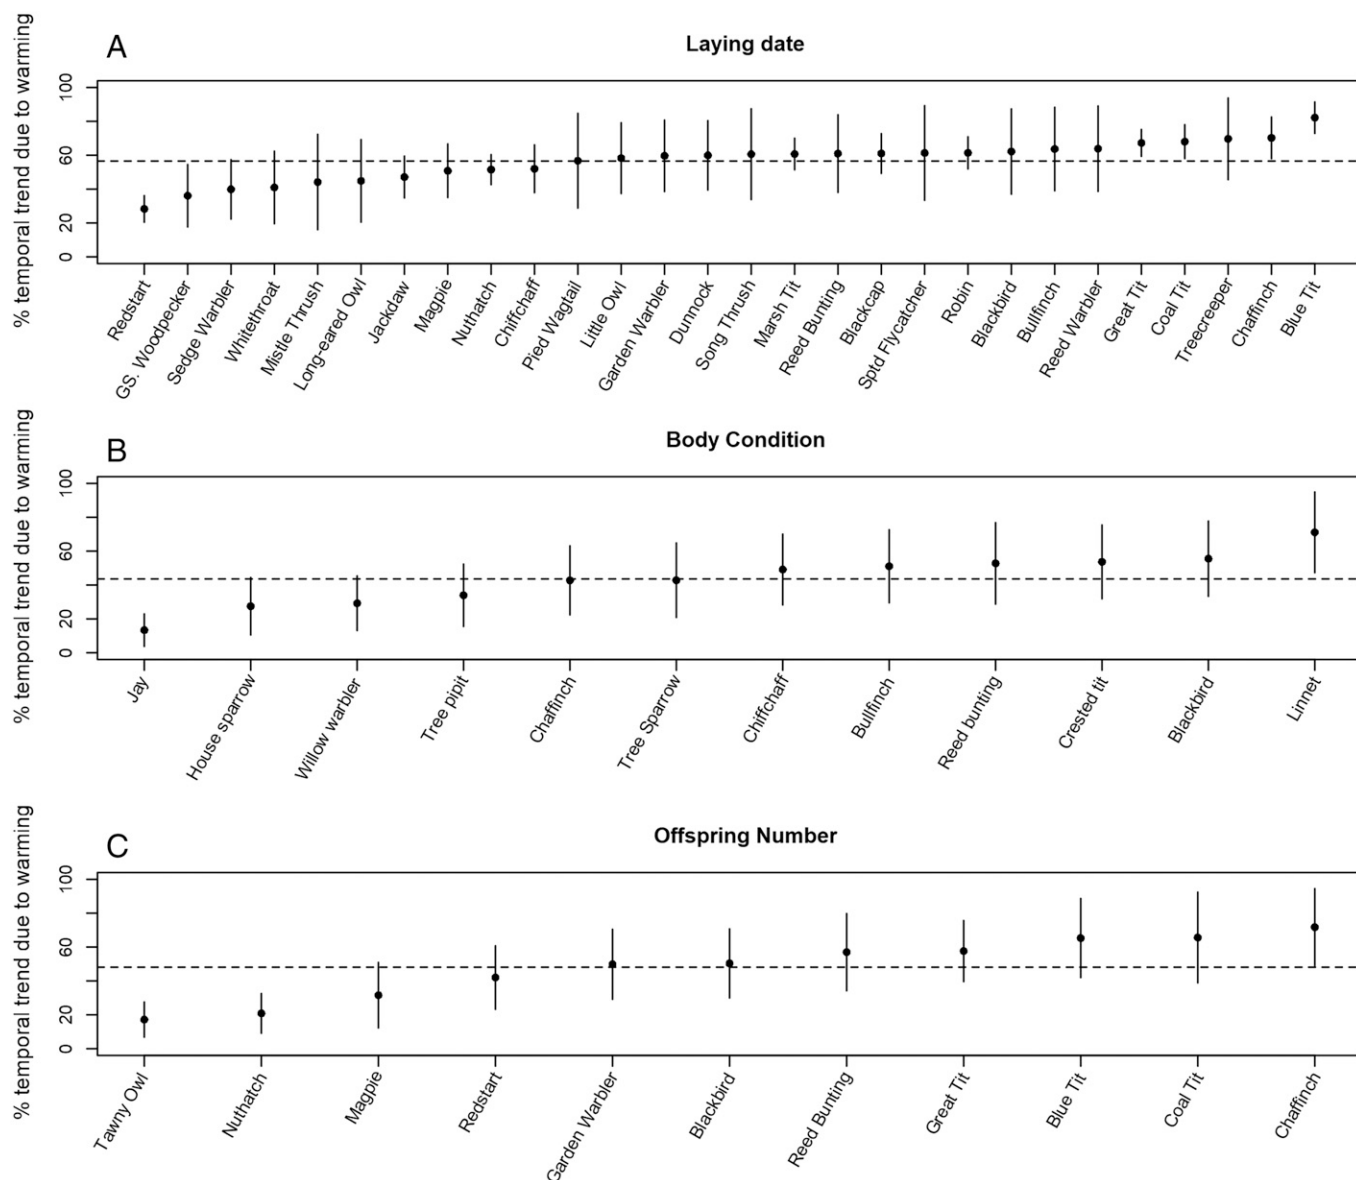 A
Laying date
% temporal trend due to warming
100
60
20
0
Redstart
GS. Woodpecker
Sedge Warbler
Whitethroat
Mistle Thrush
Long-eared Owl
Jackdaw
Magpie
Nuthatch
Chiffchaff
Pied Wagtail
Little Owl
Garden Warbler
Dunnock
Song Thrush
Marsh Tit
Reed Bunting
Blackcap
Sptd Flycatcher
Robin
Blackbird
Bullfinch
Reed Warbler
Great Tit
Coal Tit
Treecreeper
Chaffinch
Blue Tit
B
Body Condition
% temporal trend due to warming
100
60
20
0
Jay
House sparrow
Willow warbler
Tree pipit
Chaffinch
Tree Sparrow
Chiffchaff
Bullfinch
Reed bunting
Crested tit
Blackbird
Linnet
C
Offspring Number
% temporal trend due to warming
100
60
20
0
Tawny Owl
Nuthatch
Magpie
Redstart
Garden Warbler
Blackbird
Reed Bunting
Great Tit
Blue Tit
Coal Tit
Chaffinch